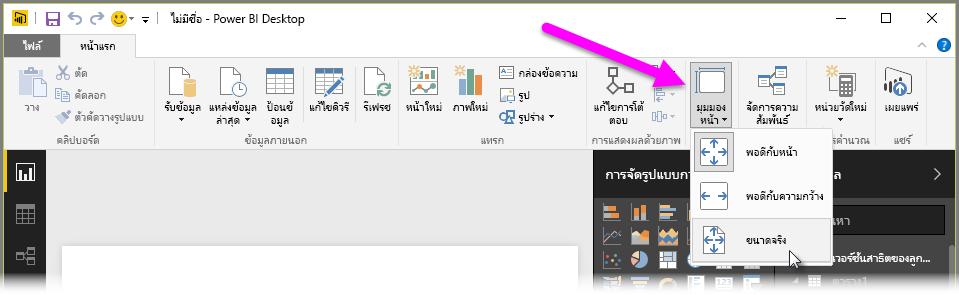 ไม่มีชื่อ - Power BI Desktop
ไฟล์
หน้าแรก
วาง
ตัด
คัดลอก
ตัวคัดวางรูปแบบ
คลิปบอร์ด
รับข้อมูล
แหล่งข้อมูล
ล่าสุด
ป้อนข้อ
มูล
แก้ไขคิวรี
รีเฟรช
ข้อมูลภายนอก
หน้าใหม่
ภาพใหม่
กล่องข้อความ
รูป
รูปร่าง
แทรก
แก้ไขการโต้
ตอบ
การแสดงผลด้วยภาพ
มุมมอง
หน้า
จัดการความ
สัมพันธ์
หน่วยวัดใหม่
การคำนวณ
เผยแพร่
แชร์
พอดีกับหน้า
พอดีกับความกว้าง
ขนาดจริง
การจัดรูปแบบกา
ล
นหา
เวอร์ชันสาธิตของลูก...